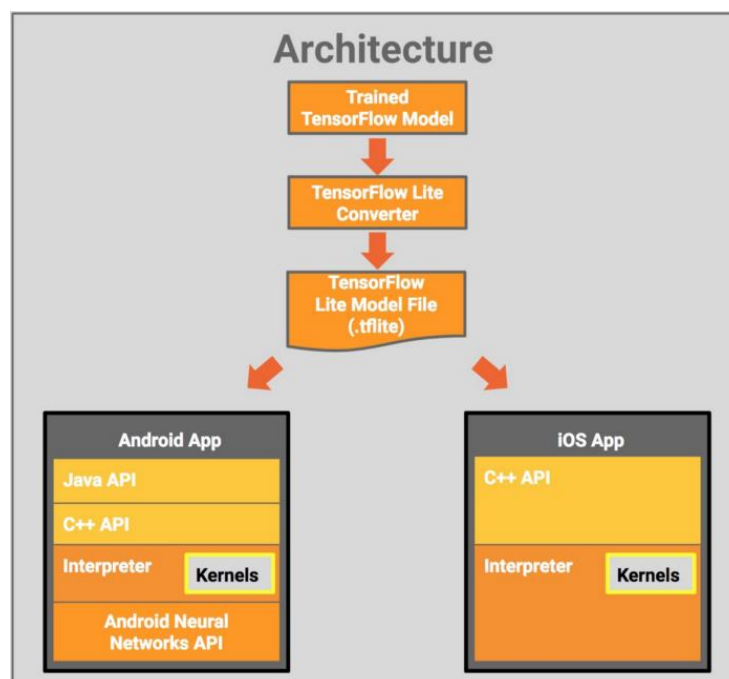 Architecture
Trained
TensorFlow Model
TensorFlow Lite
Converter
TensorFlow
Lite Model File
(.tflite)
Android App
Java API
C++ API
Interpreter
Kernels
Android Neural
Networks API
iOS App
C++ API
Interpreter
Kernels